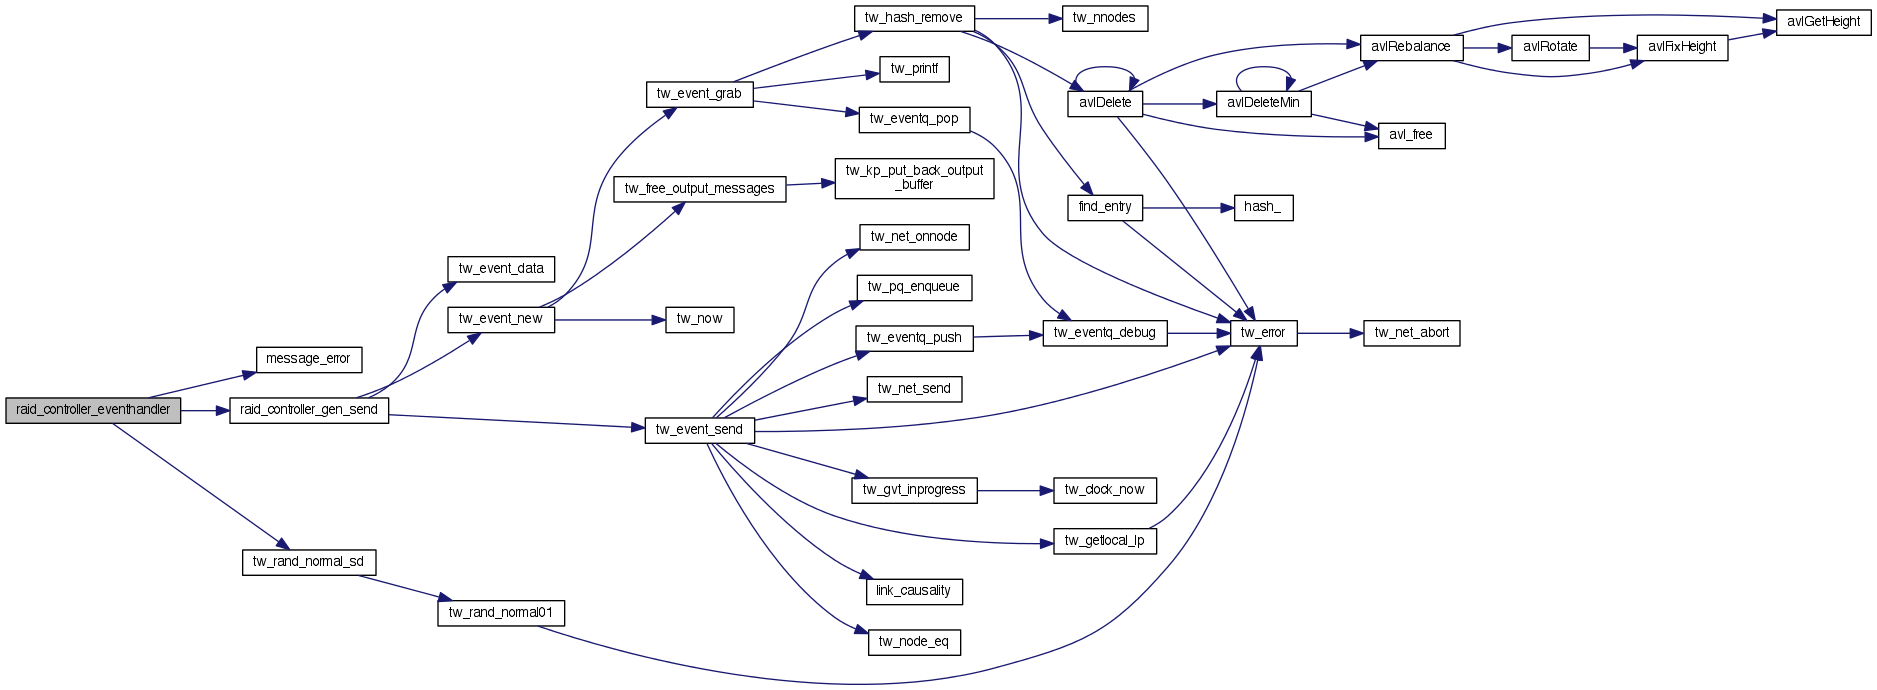 tw_hash_remove
tw_nnodes
avlGetHeight
avlRebalance
avlRotate
avlFixHeight
tw_printf
tw_event_grab
avlDelete
avlDeleteMin
tw_eventq_pop
avl_free
tw_kp_put_back_output
_buffer
tw_free_output_messages
find_entry
hash_
tw_net_onnode
tw_event_data
tw_pq_enqueue
tw_event_new
tw_now
tw_eventq_push
tw_eventq_debug
tw_error
tw_net_abort
message_error
tw_net_send
raid_controller_eventhandler
raid_controller_gen_send
tw_event_send
tw_gvt_inprogress
tw_clock_now
tw_getlocal_lp
tw_rand_normal_sd
link_causality
tw_rand_normal01
tw_node_eq